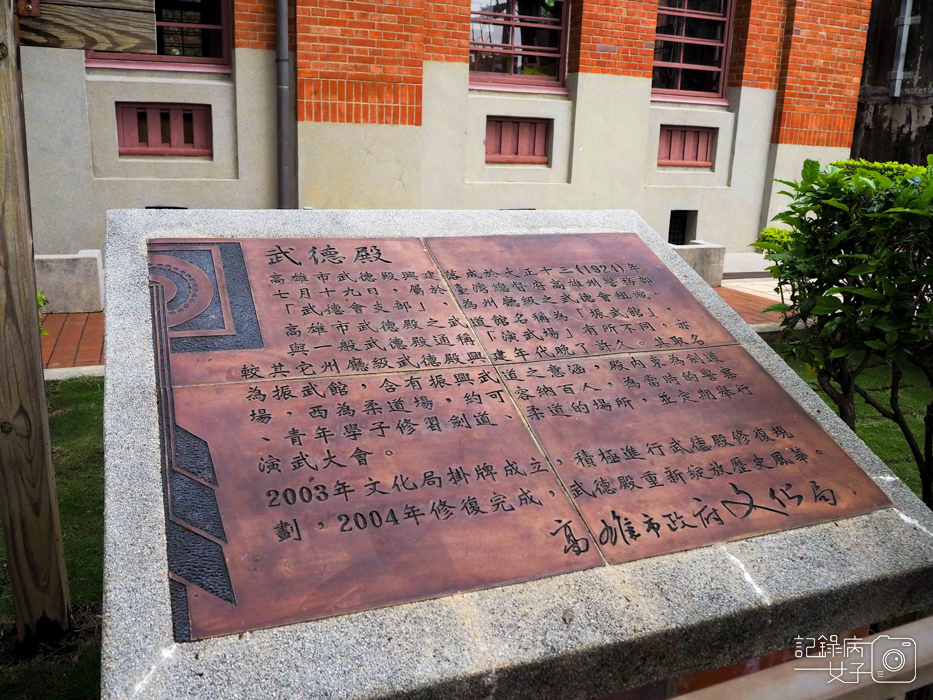 武德殿
高雄市武德殿興建落成於大正十三(1924)年
七月十九日,屬於臺灣總督府高雄州警務部
「武德會支部」,為州廳級之武德會組織。
高雄市武德殿之武道館名稱為「振武館」,
與一般武德殿通稱「演武場」有所不同,亦
較其它州廳級武德殿興建年代晚了許久。其取名
為振武館,含有振興武道之意涵,殿內東為劍道
場,西為柔道場,約可容納百人,為當時的警察
、青年學子修習劍道柔道的場所,並定期舉行
演武大會。
2003年文化局掛牌成立,積極進行武德殿修復規
劃,2004年修復完成,武德殿重新綻放歷史風華。
高雄市政府文化局
記錄病
女子